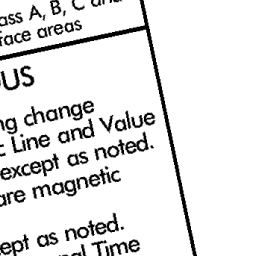 ass A, B, C and
face areas
US
ng change
Line and Value
except as noted.
are magnetic
ept as noted.
al Time